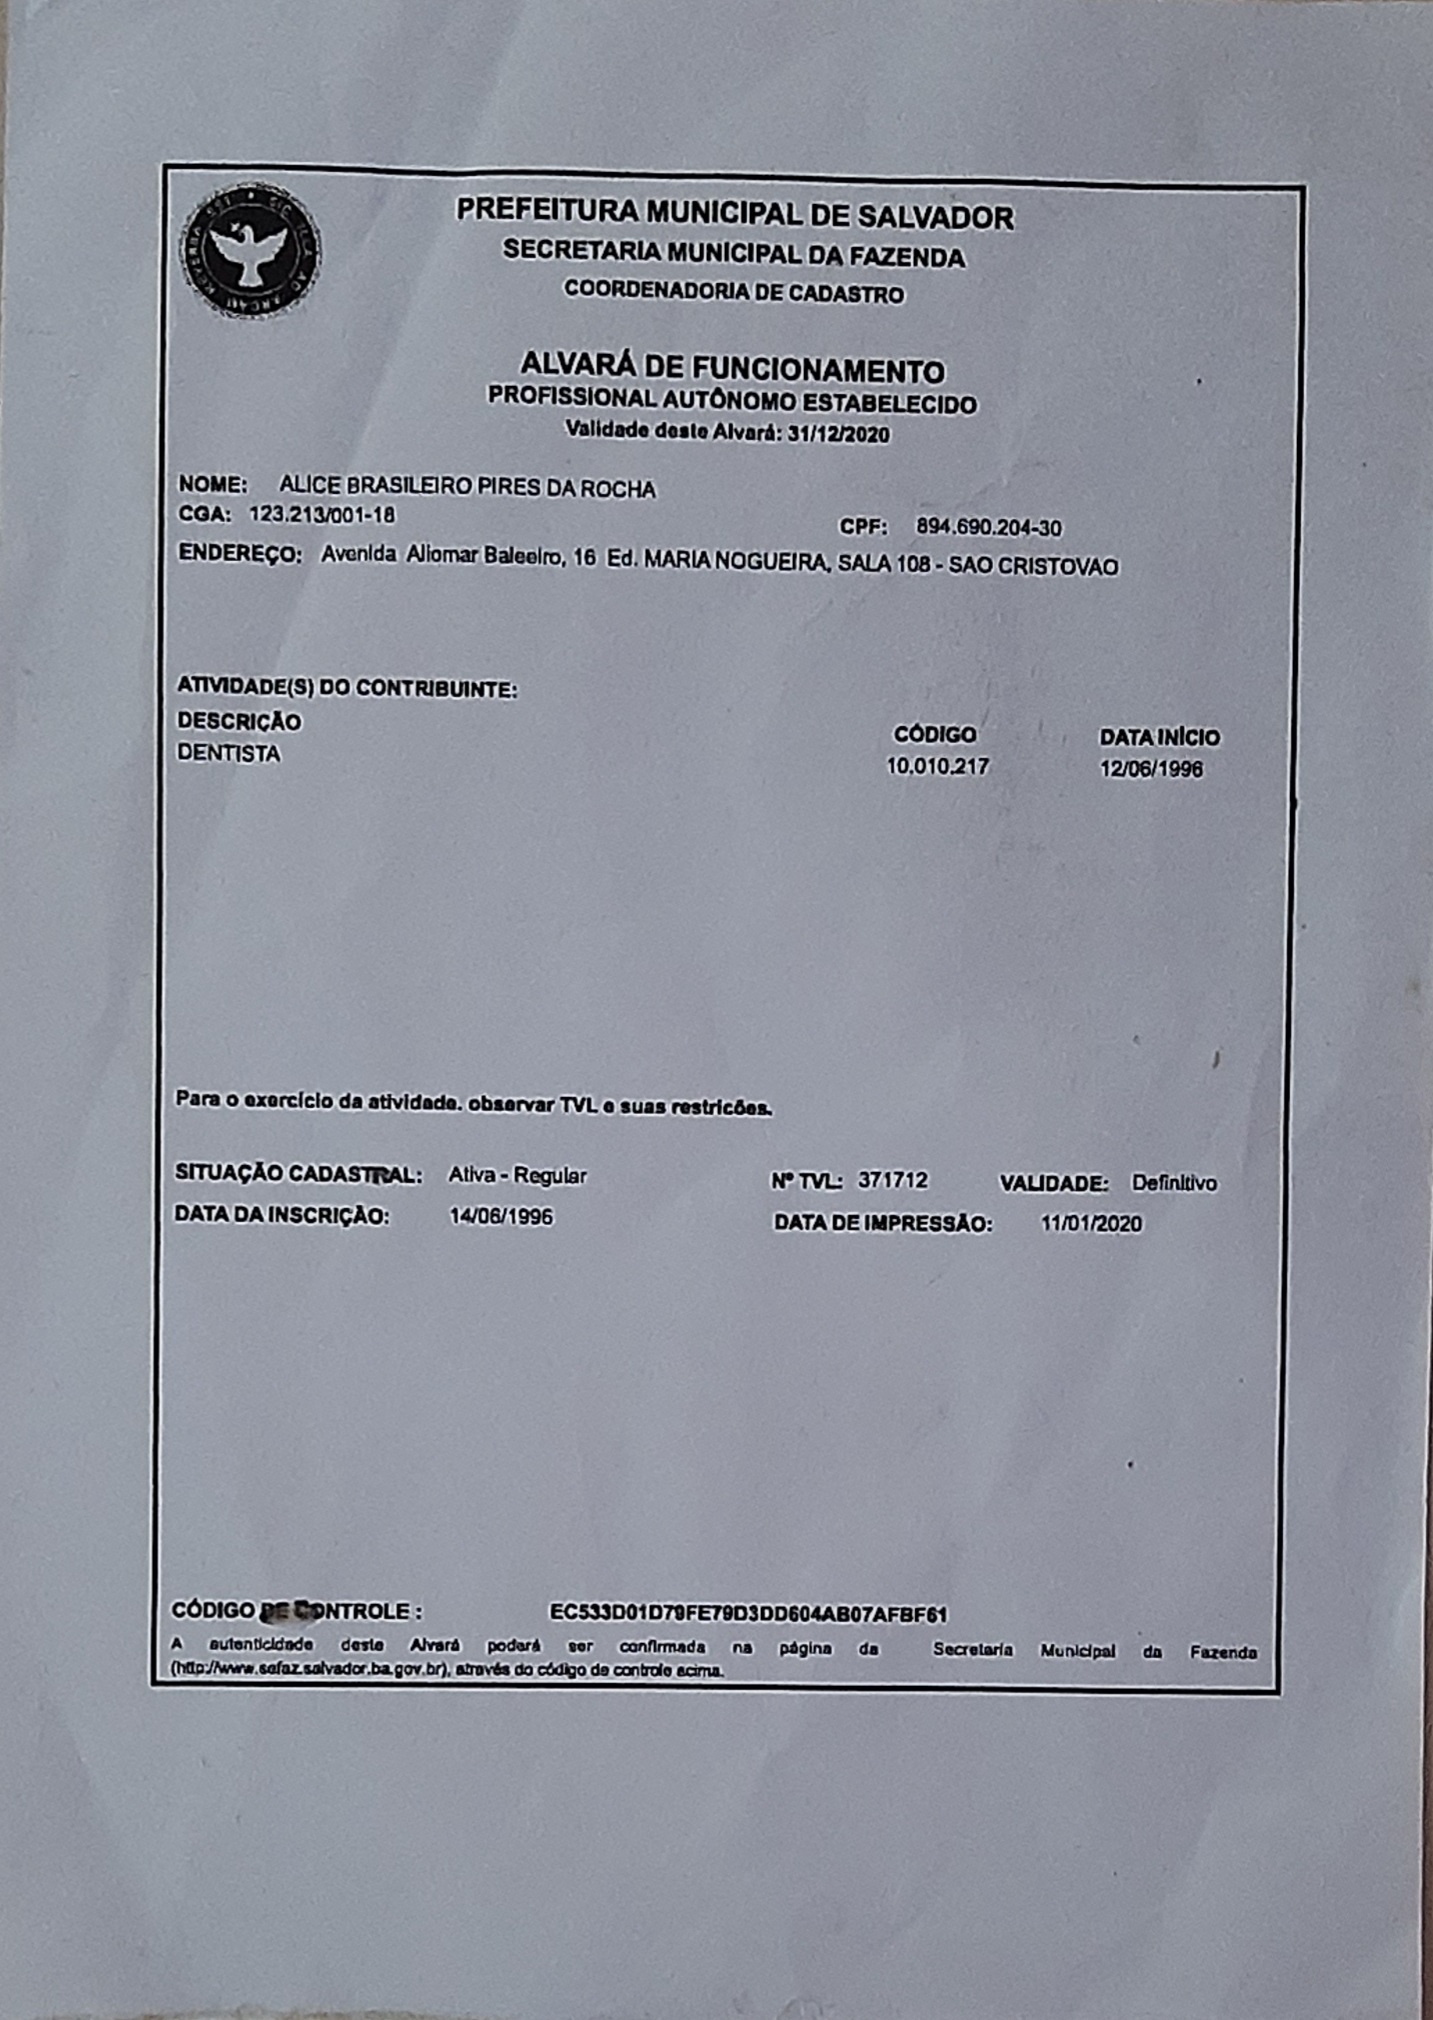 PREFEITURA MUNICIPAL DE SALVADOR
SECRETARIA MUNICIPAL DA FAZENDA
COORDENADORIA DE CADASTRO
ALVARÁ DE FUNCIONAMENTO
PROFISSIONAL AUTÔNOMO ESTABELECIDO
Validade deste Alvará: 31/12/2020
NOME: ALICE BRASILEIRO PIRES DA ROCHA
CGA: 123.213/001-18 CPF: 894.690.204-30
ENDEREÇO: Avenida Aliomar Baleeiro, 16 Ed. MARIA NOGUEIRA, SALA 108 - SAO CRISTOVAO
ATIVIDADE(S) DO CONTRIBUINTE:
DESCRIÇÃO CÓDIGO DATA INÍCIO
DENTISTA 10.010.217 12/06/1996
Para o exercício da atividade. observar TVL e suas restricões.
SITUAÇÃO CADASTRAL: Ativa - Regular Nº TVL: 371712 VALIDADE: Definitivo
DATA DA INSCRIÇÃO: 14/06/1996 DATA DE IMPRESSÃO: 11/01/2020
CÓDIGO DE CONTROLE : EC533D01D79FE79D3DD604AB07AFBF61
A autenticidade deste Alvará poderá ser confirmada na página da Secretaria Municipal da Fazenda
(http://www.sefaz.salvador.ba.gov.br), através do código de controle acima.